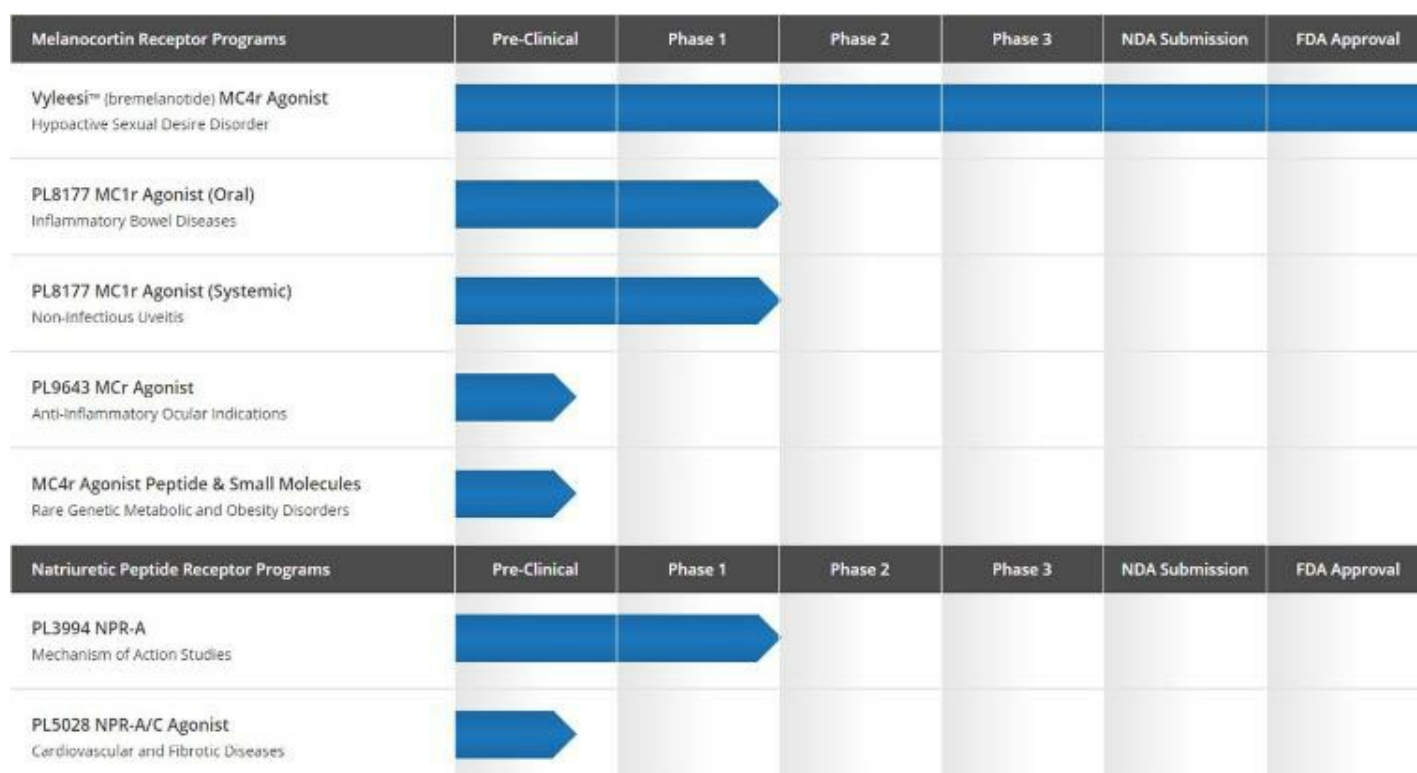 Melanocortin Receptor Programs Pre-Clinical Phase 1 Phase 2 Phase 3 NDA Submission FDA Approval
Vyleesi™ (bremelanotide) MC4r Agonist
Hypoactive Sexual Desire Disorder
PL8177 MC1r Agonist (Oral)
Inflammatory Bowel Diseases
PL8177 MC1r Agonist (Systemic)
Non-Infectious Uveitis
PL9643 MCr Agonist
Anti-Inflammatory Ocular Indications
MC4r Agonist Peptide & Small Molecules
Rare Genetic Metabolic and Obesity Disorders
Natriuretic Peptide Receptor Programs Pre-Clinical Phase 1 Phase 2 Phase 3 NDA Submission FDA Approval
PL3994 NPR-A
Mechanism of Action Studies
PL5028 NPR-A/C Agonist
Cardiovascular and Fibrotic Diseases